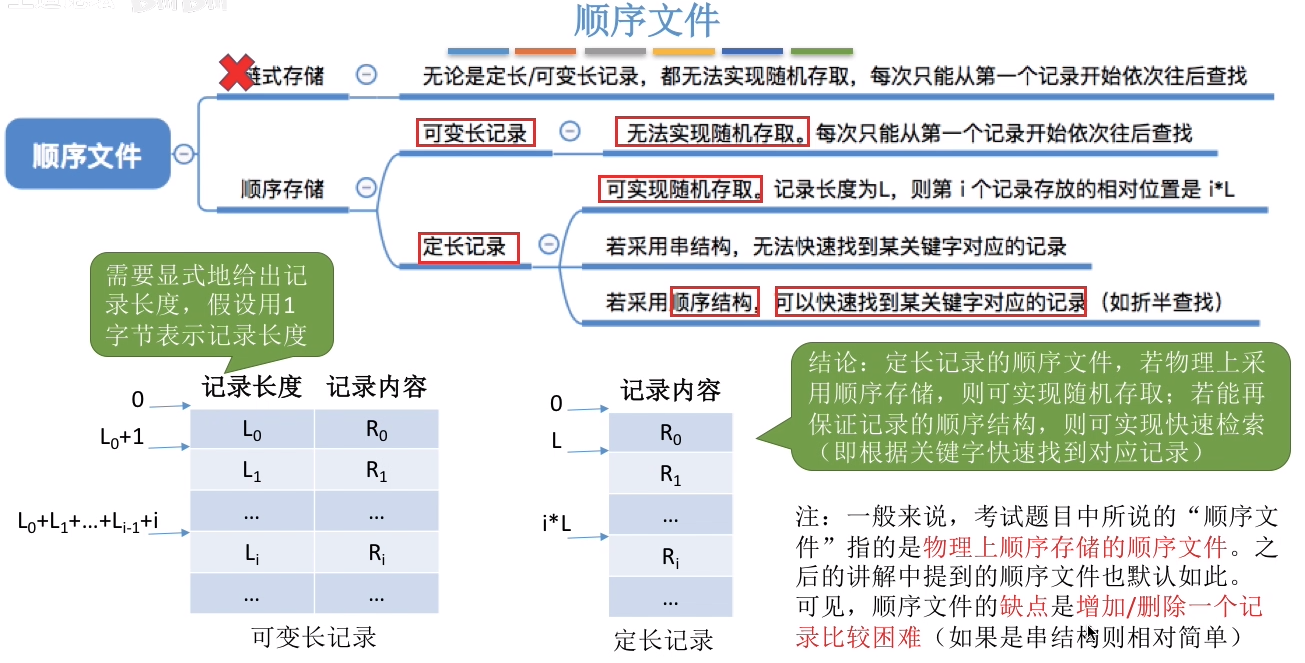 顺序文件
链式存储
无论是定长/可变长记录，都无法实现随机存取，每次只能从第一个记录开始依次往后查找
可变长记录
无法实现随机存取。每次只能从第一个记录开始依次往后查找
顺序文件
顺序存储
可实现随机存取。记录长度为L，则第 i 个记录存放的相对位置是 i*L
定长记录
若采用串结构，无法快速找到某关键字对应的记录
若采用顺序结构，可以快速找到某关键字对应的记录（如折半查找）
需要显式地给出记
录长度，假设用1
字节表示记录长度
记录长度 记录内容
0
L0+1
L0+L1+...+Li-1+i
L0 R0
L1 R1
... ...
Li Ri
... ...
可变长记录
记录内容
0
L
i*L
R0
R1
...
Ri
...
定长记录
结论：定长记录的顺序文件，若物理上采
用顺序存储，则可实现随机存取；若能再
保证记录的顺序结构，则可实现快速检索
（即根据关键字快速找到对应记录）
注：一般来说，考试题目中所说的“顺序文
件”指的是物理上顺序存储的顺序文件。之
后的讲解中提到的顺序文件也默认如此。
可见，顺序文件的缺点是增加/删除一个记
录比较困难（如果是串结构则相对简单）